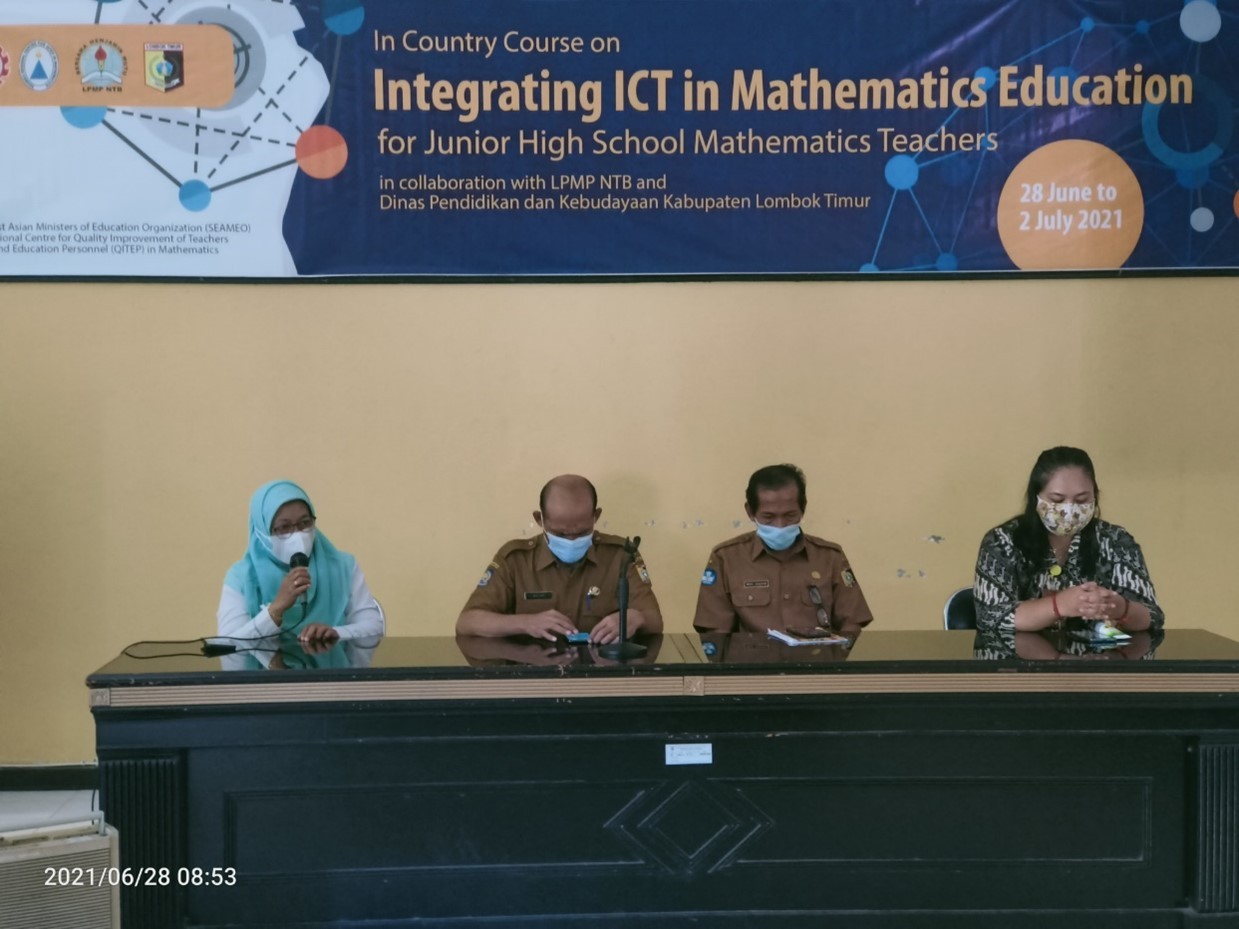 LPMP NTB
LOMBOK TIMUR
In Country Course on
Integrating ICT in Mathematics Education
for Junior High School Mathematics Teachers
in collaboration with LPMP NTB and
Dinas Pendidikan dan Kebudayaan Kabupaten Lombok Timur
28 June to
2 July 2021
Asian Ministers of Education Organization (SEAMEO)
Centre for Quality Improvement of Teachers
Education Personnel (QITEP) in Mathematics
2021/06/28 08:53